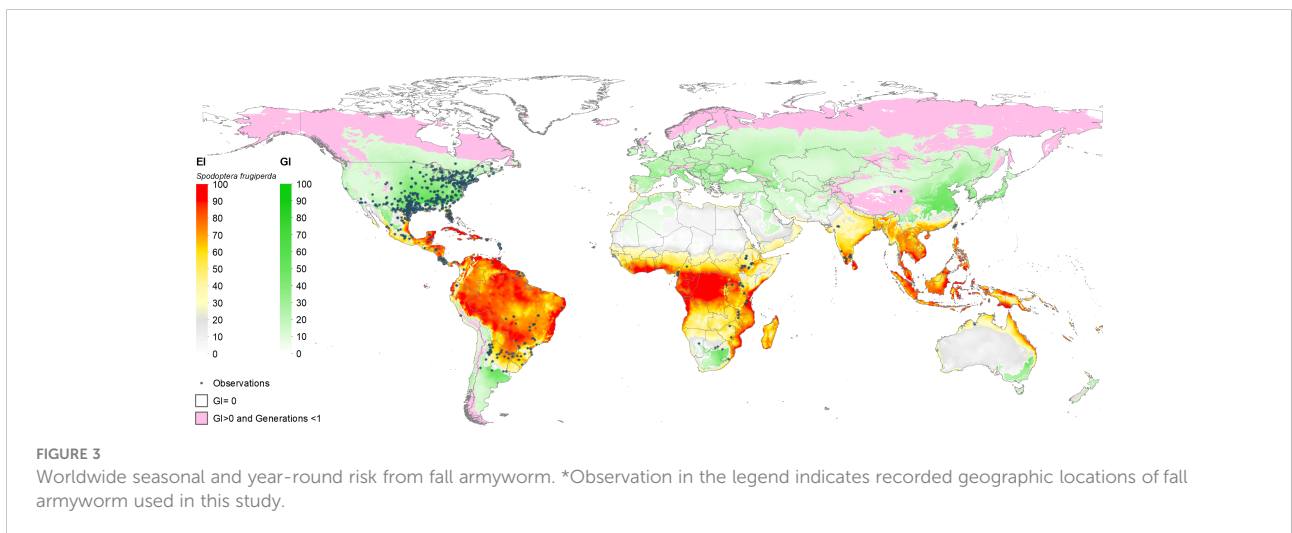 EI GI
Spodoptera frugiperda
100 100
90 90
80 80
70 70
60 60
50 50
40 40
30 30
20 20
10 10
0 0
Observations
GI= 0
GI>0 and Generations <1
FIGURE 3
Worldwide seasonal and year-round risk from fall armyworm. *Observation in the legend indicates recorded geographic locations of fall
armyworm used in this study.